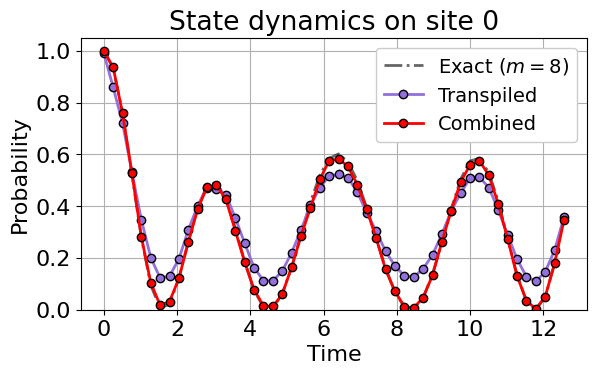 State dynamics on site 0
Probability
1.0
0.8
0.6
0.4
0.2
0.0
Exact (m = 8)
Transpiled
Combined
0 2 4 6 8 10 12
Time